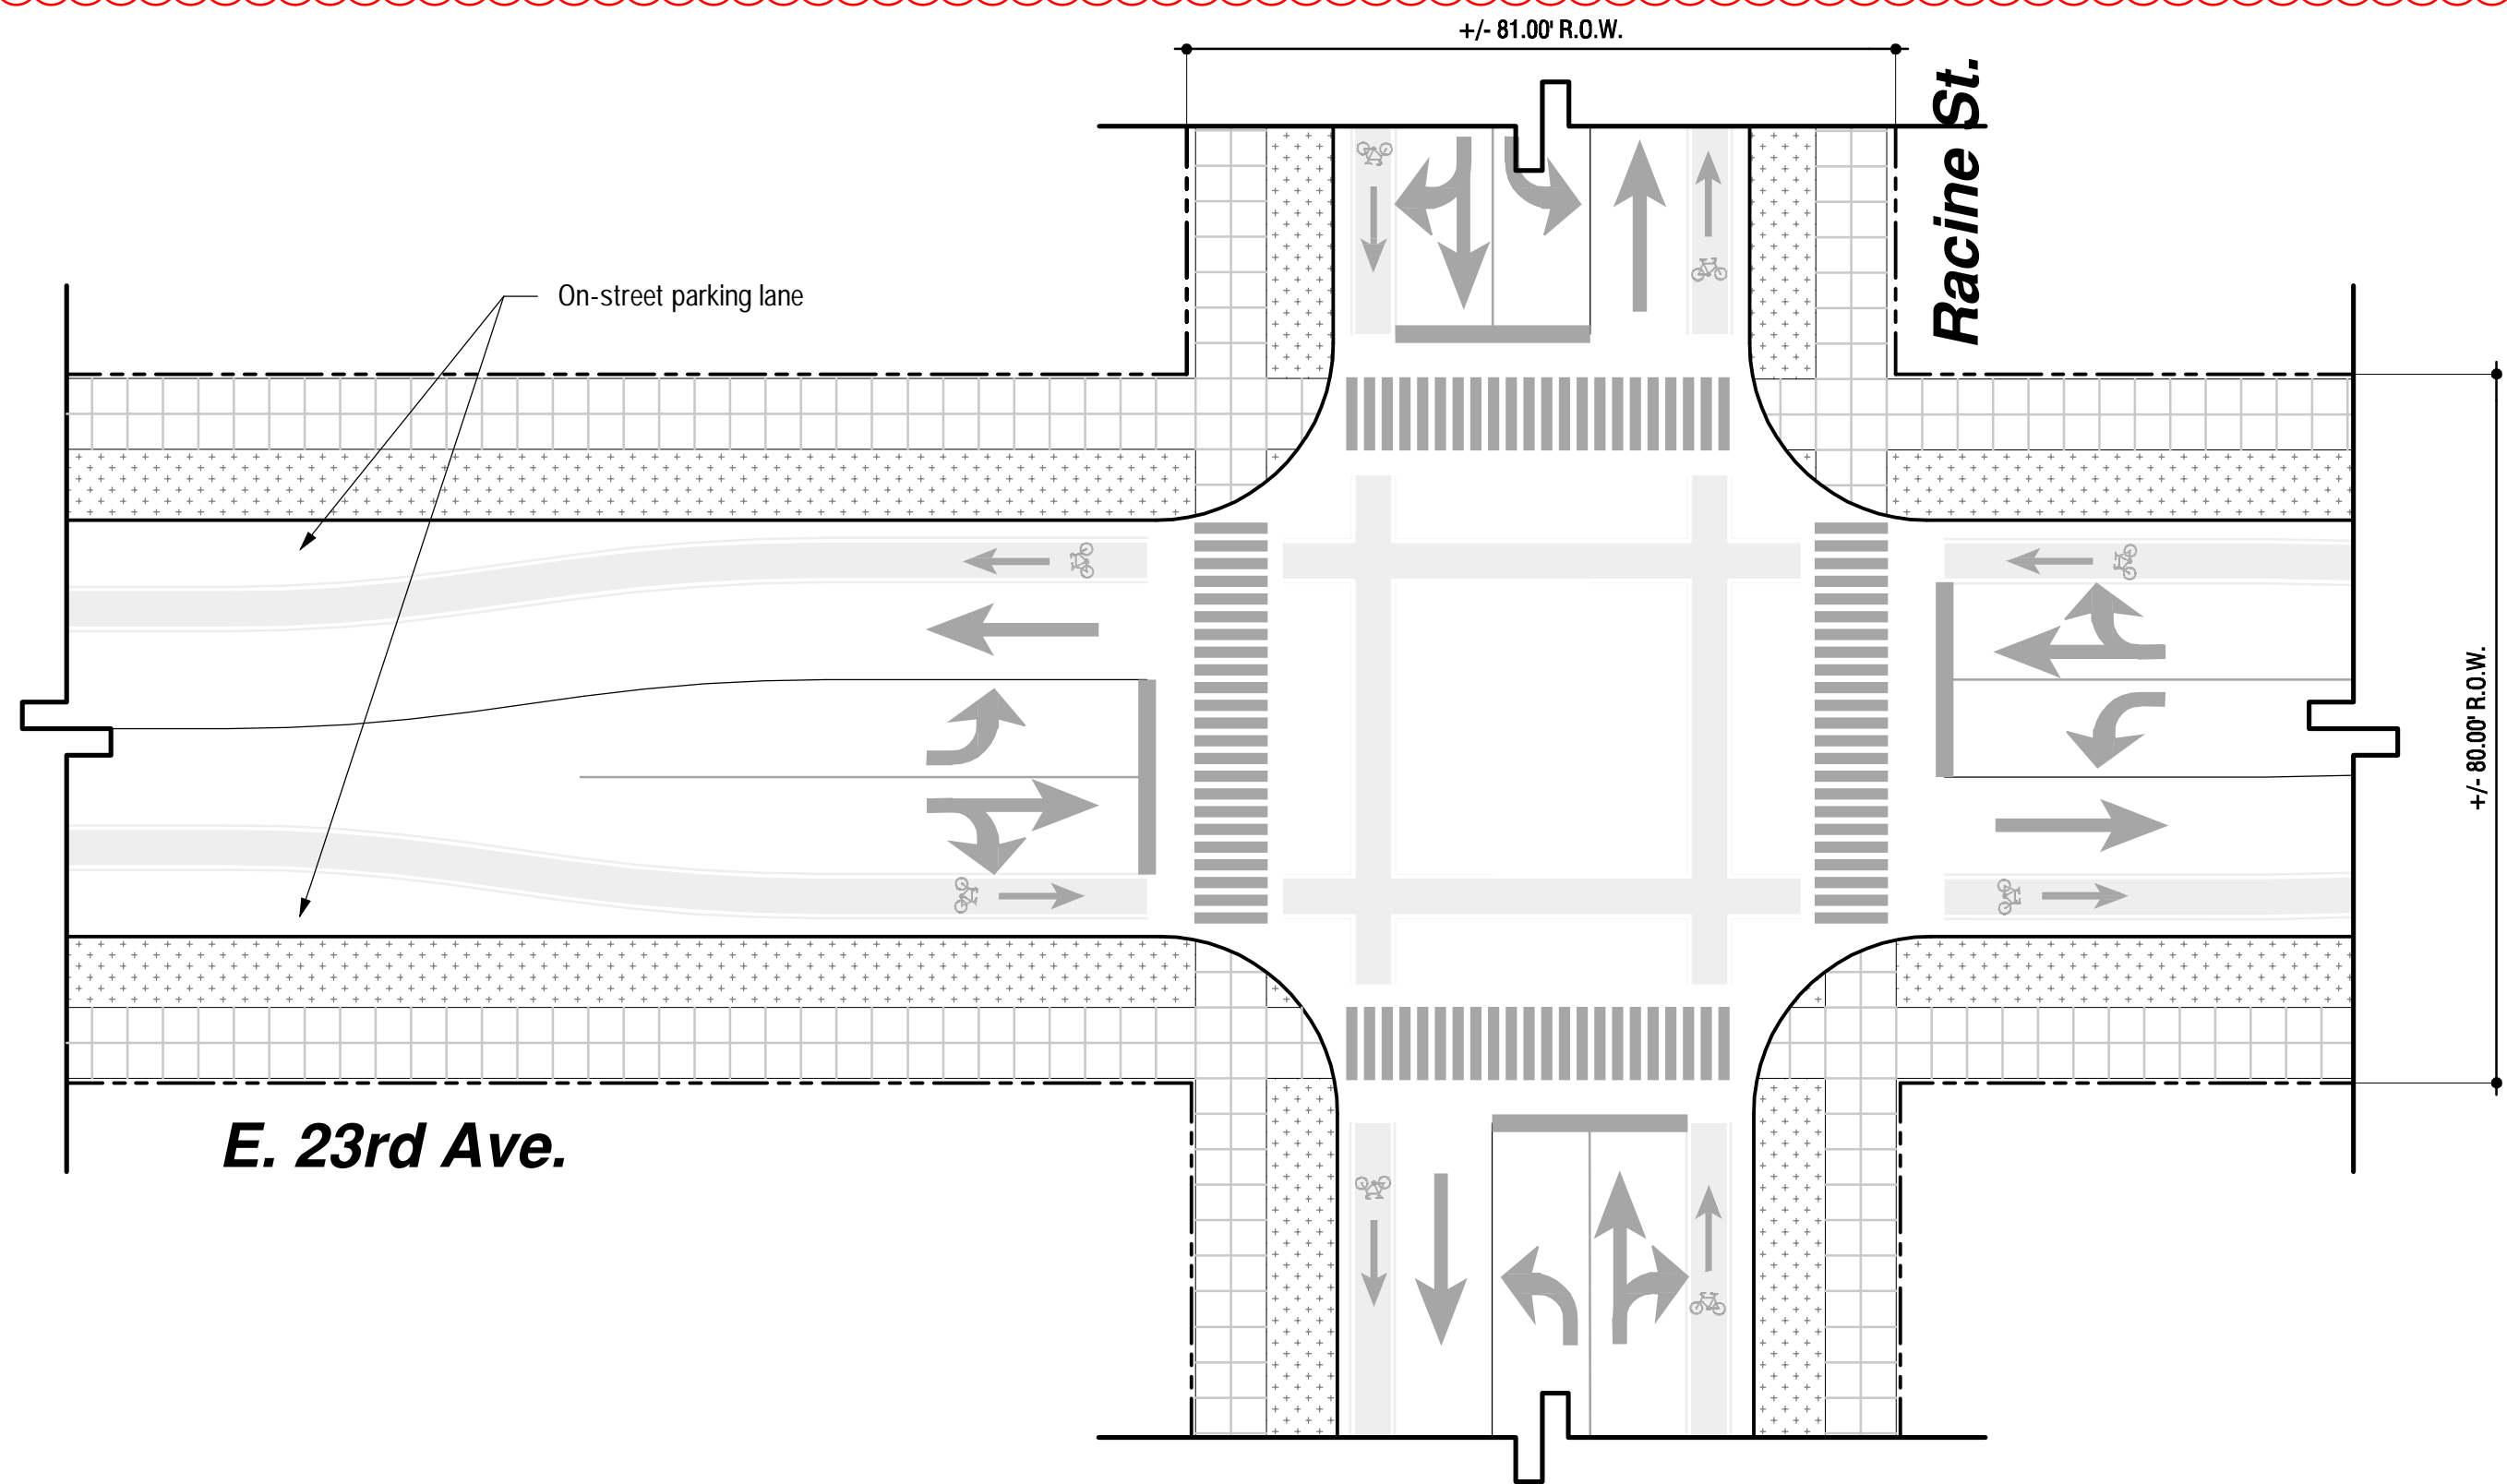 +/- 81.00' R.O.W.
Racine St.
On-street parking lane
+/- 80.00' R.O.W.
E. 23rd Ave.